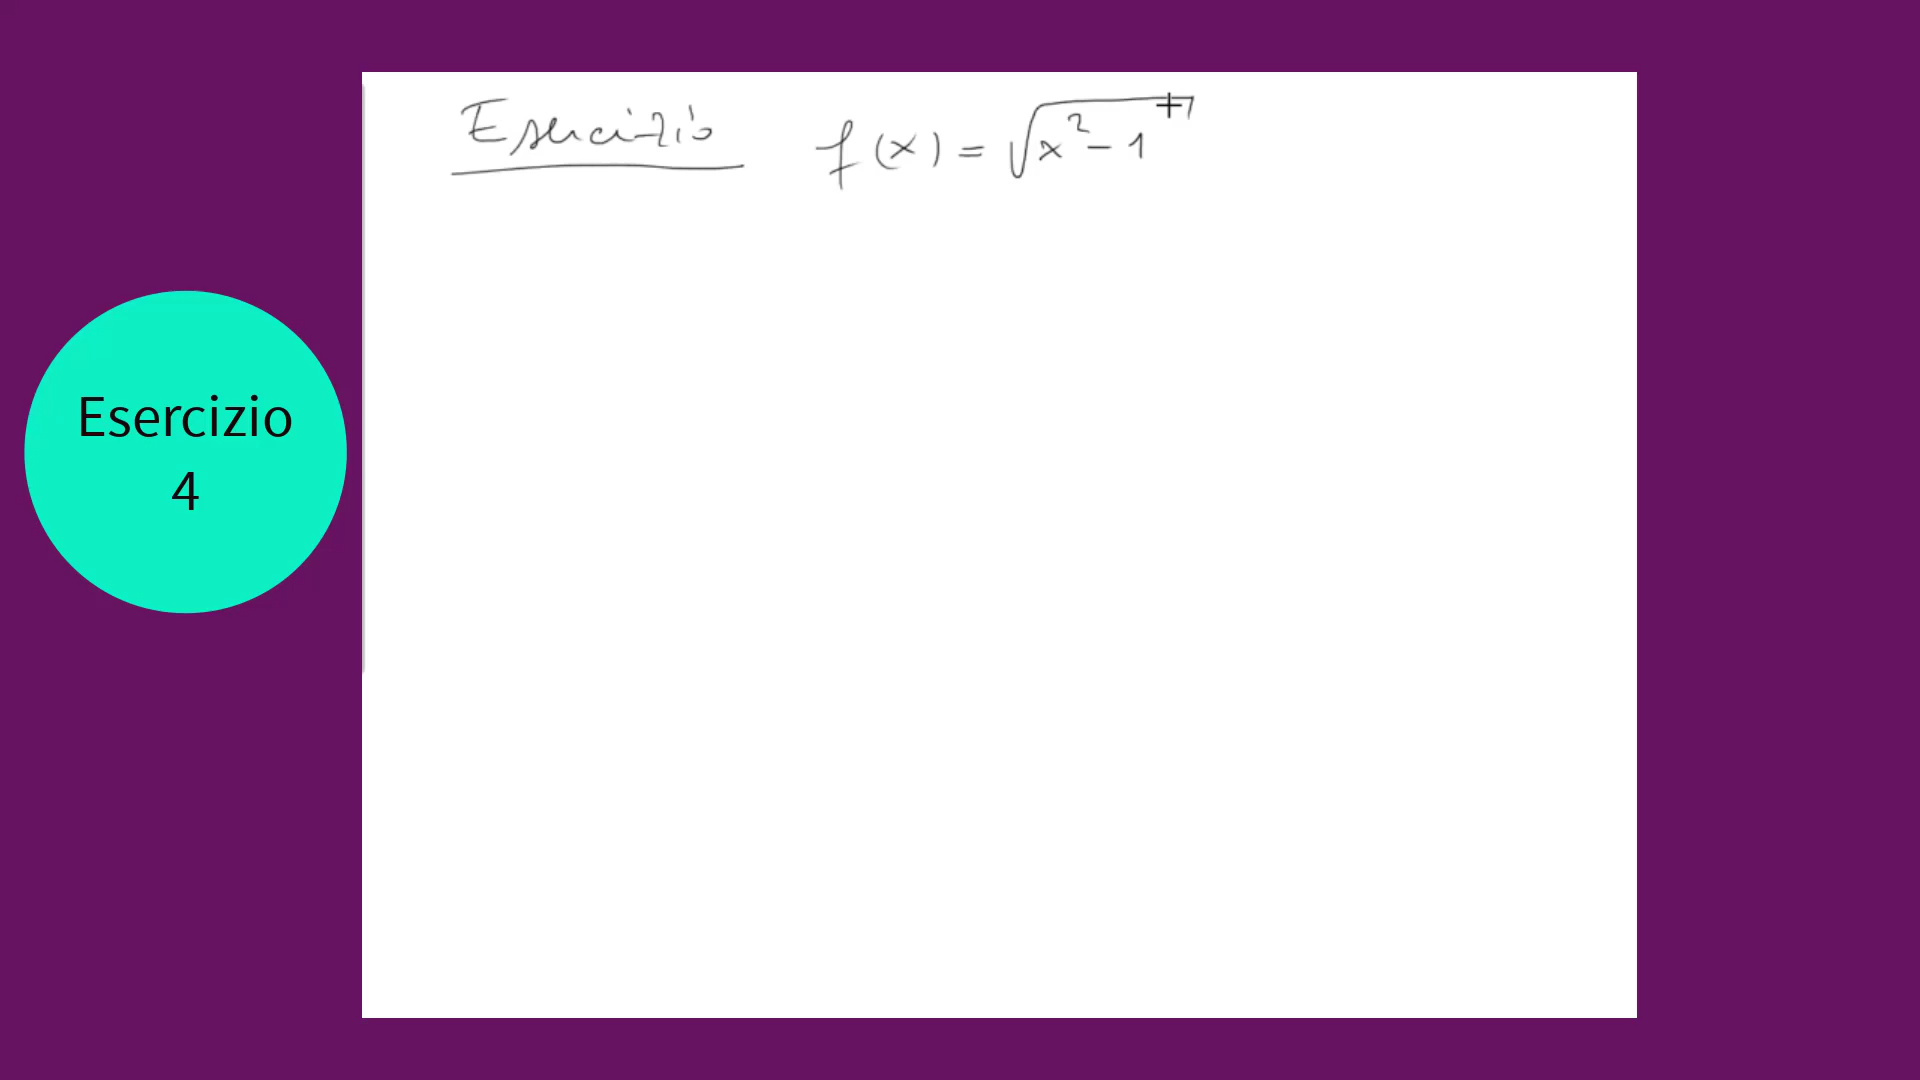 Esercizio f(x) = √x²-1
Esercizio
4